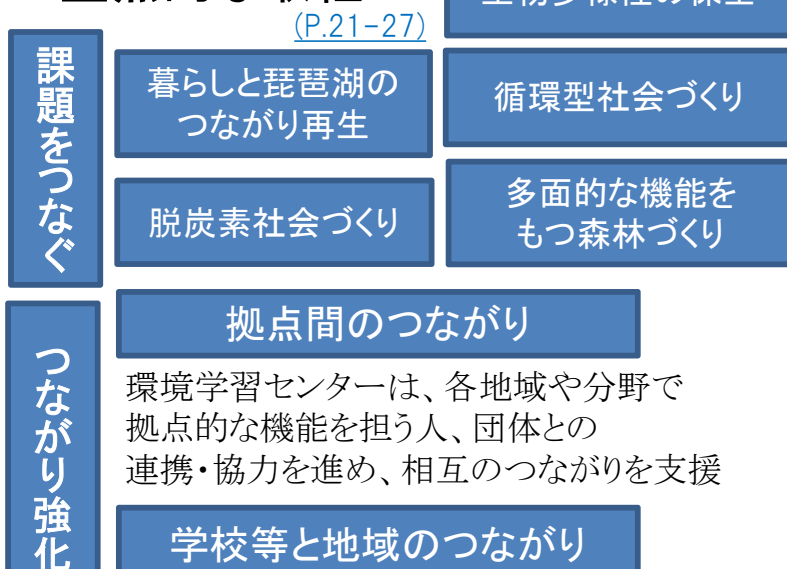 (P.21-27)
課題をつなぐ
暮らしと琵琶湖の
つながり再生
循環型社会づくり
脱炭素社会づくり
多面的な機能を
もつ森林づくり
つながり強化
拠点間のつながり
環境学習センターは、各地域や分野で
拠点的な機能を担う人、団体との
連携・協力を進め、相互のつながりを支援
学校等と地域のつながり